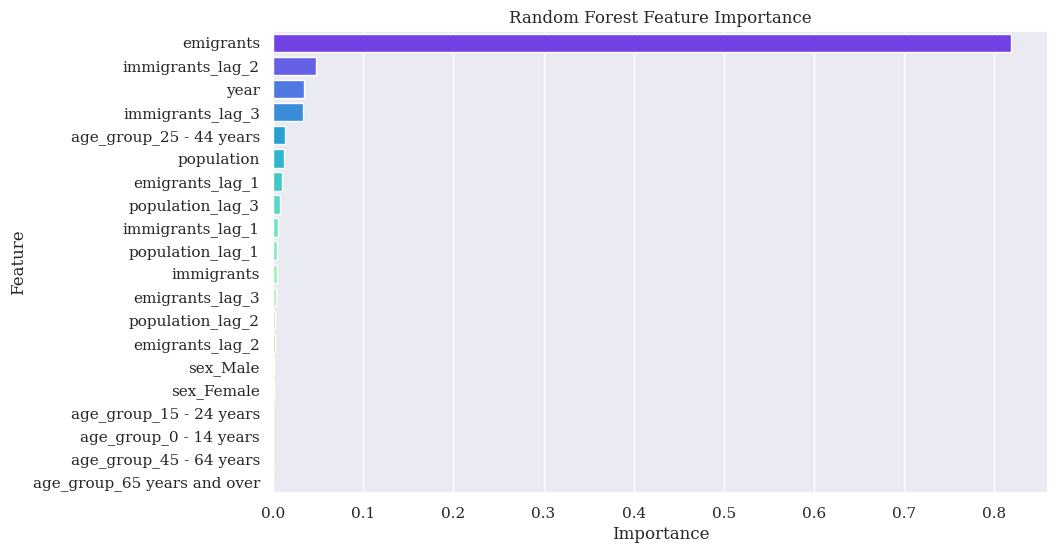 Random Forest Feature Importance
Feature
emigrants
immigrants_lag_2
year
immigrants_lag_3
age_group_25 - 44 years
population
emigrants_lag_1
population_lag_3
immigrants_lag_1
population_lag_1
immigrants
emigrants_lag_3
population_lag_2
emigrants_lag_2
sex_Male
sex_Female
age_group_15 - 24 years
age_group_0 - 14 years
age_group_45 - 64 years
age_group_65 years and over
0.0 0.1 0.2 0.3 0.4 0.5 0.6 0.7 0.8
Importance